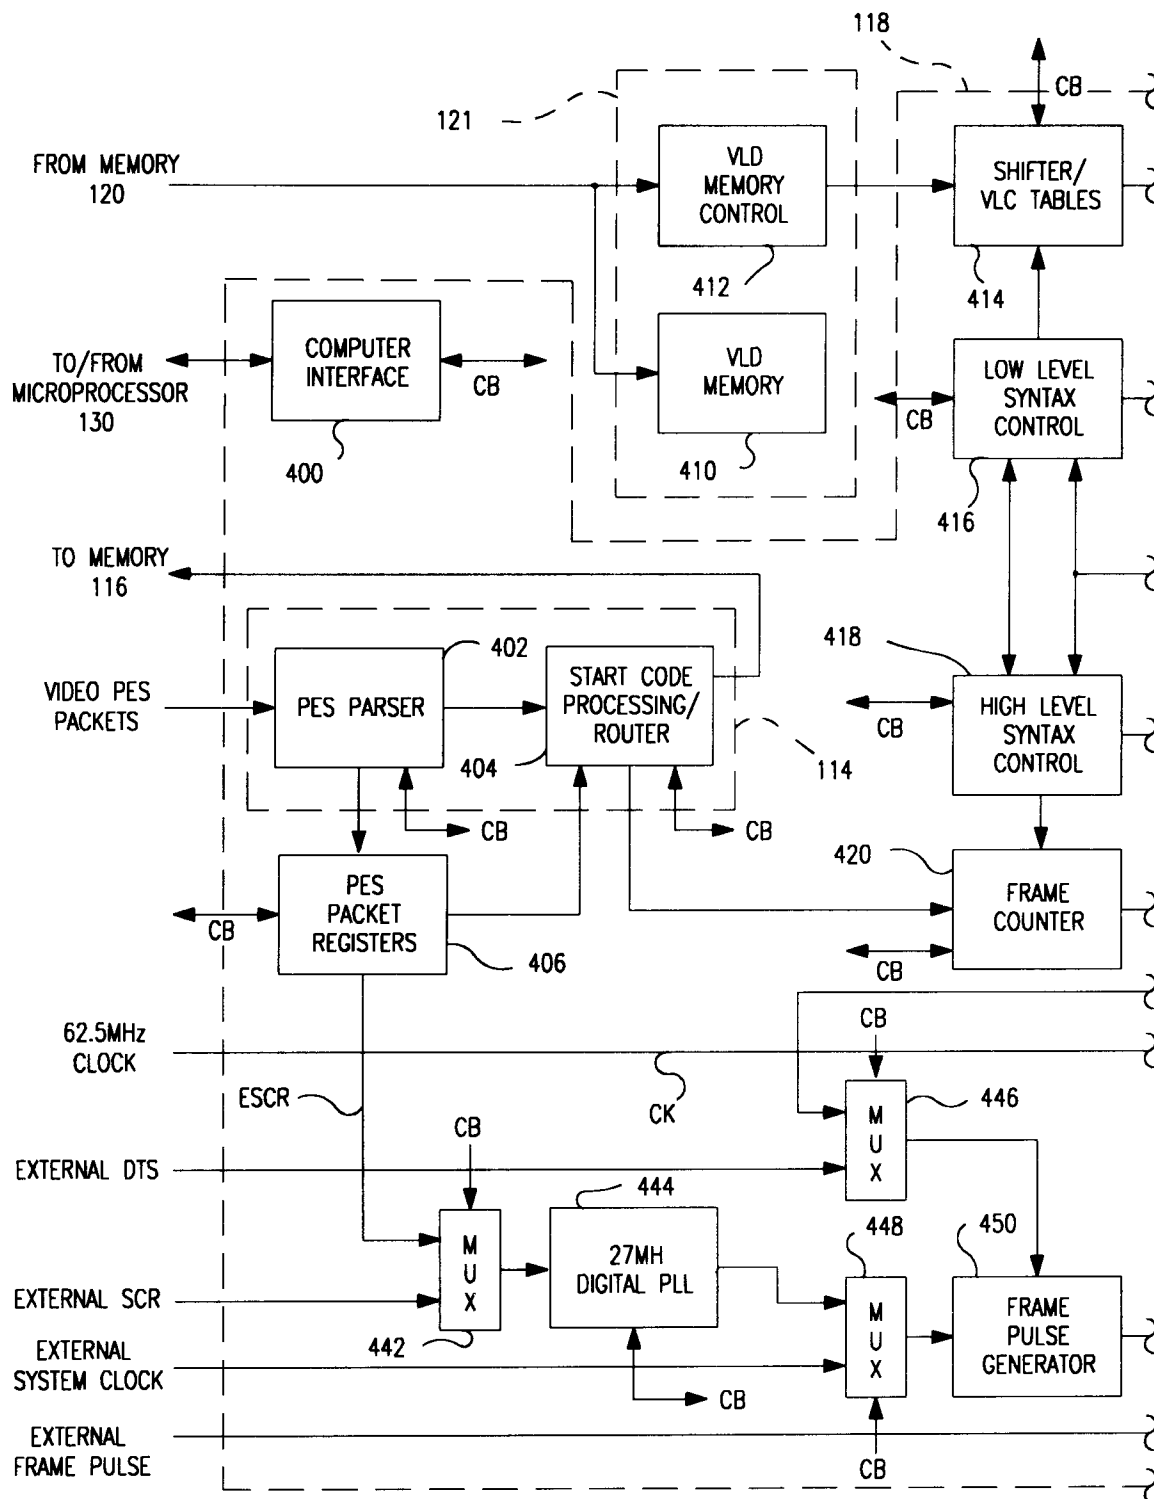 118
CB
121
FROM MEMORY
120
VLD
MEMORY
CONTROL
412
SHIFTER/
VLC TABLES
414
TO/FROM
MICROPROCESSOR
130
COMPUTER
INTERFACE
400
CB
VLD
MEMORY
410
CB
LOW LEVEL
SYNTAX
CONTROL
416
TO MEMORY
116
VIDEO PES
PACKETS
PES PARSER
402
START CODE
PROCESSING/
ROUTER
404
114
CB
CB
418
HIGH LEVEL
SYNTAX
CONTROL
CB
CB
PES
PACKET
REGISTERS
406
420
FRAME
COUNTER
CB
62.5MHz
CLOCK
CK
ESCR
CB
MUX
446
EXTERNAL DTS
CB
MUX
442
444
27MH
DIGITAL PLL
CB
448
MUX
CB
450
FRAME
PULSE
GENERATOR
EXTERNAL SCR
EXTERNAL
SYSTEM CLOCK
EXTERNAL
FRAME PULSE